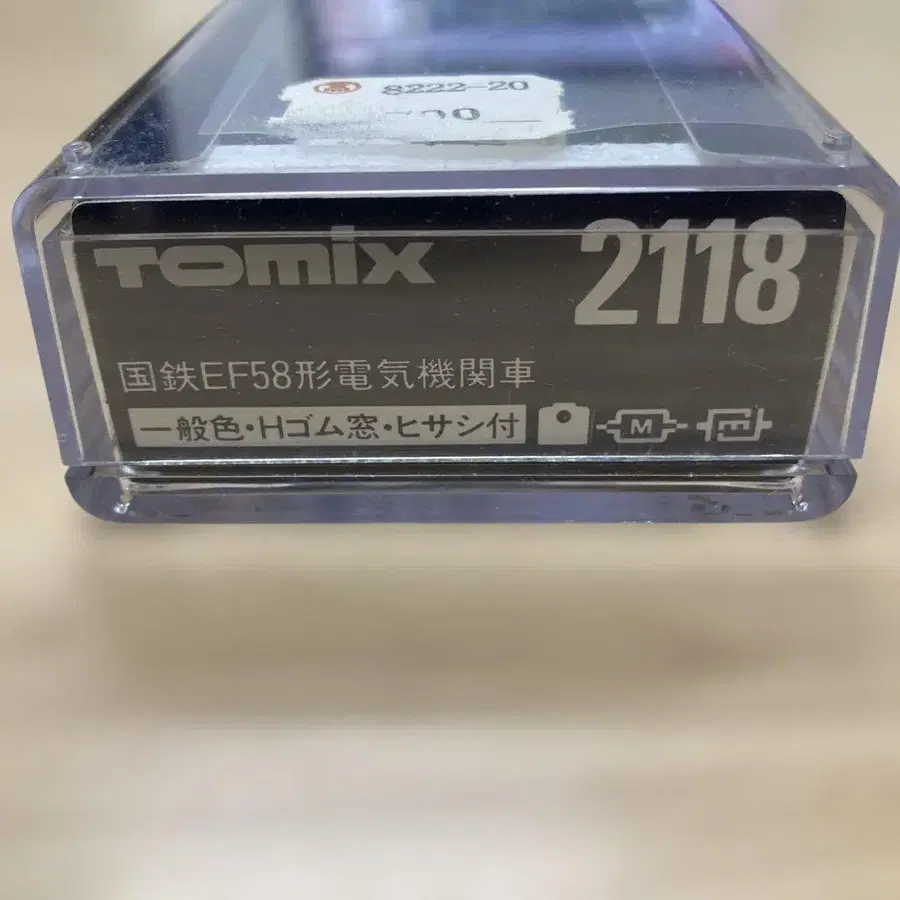 8222-20
TOMIX
2118
国鉄EF58形電気機関車
一般色・Hゴム窓・ヒサシ付
M